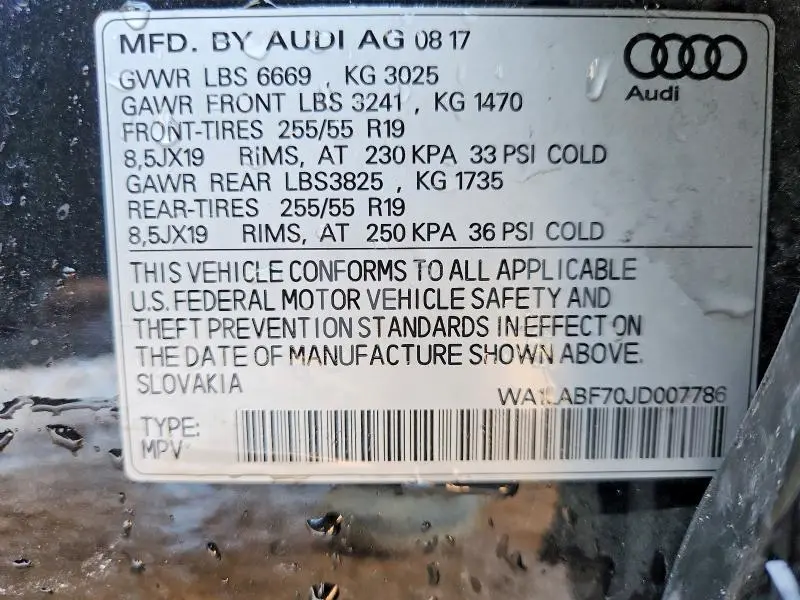 MFD. BY AUDI AG 08 17
GVWR LBS 6669 , KG 3025
GAWR FRONT LBS 3241 , KG 1470
FRONT-TIRES 255/55 R19
8,5JX19 RIMS, AT 230 KPA 33 PSI COLD
GAWR REAR LBS3825 , KG 1735
REAR-TIRES 255/55 R19
8,5JX19 RIMS, AT 250 KPA 36 PSI COLD
Audi
THIS VEHICLE CONFORMS TO ALL APPLICABLE
U.S. FEDERAL MOTOR VEHICLE SAFETY AND
THEFT PREVENTION STANDARDS IN EFFECT ON
THE DATE OF MANUFACTURE SHOWN ABOVE.
SLOVAKIA
TYPE:
MPV